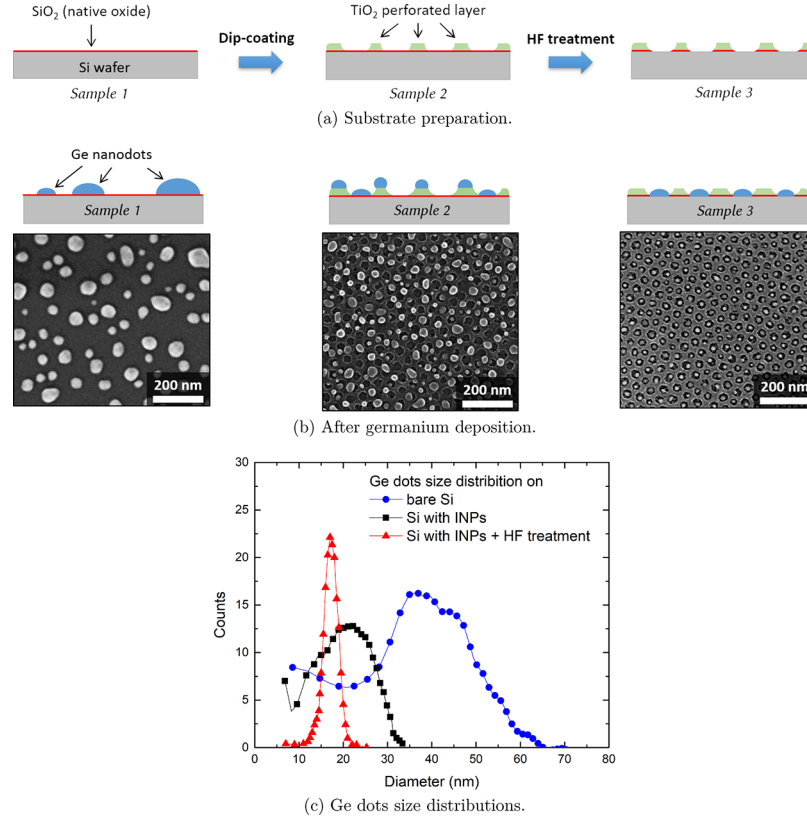 SiO2 (native oxide)
Dip-coating
TiO2 perforated layer
HF treatment
Si wafer
Sample 1
Sample 2
Sample 3
(a) Substrate preparation.
Ge nanodots
Sample 1
Sample 2
Sample 3
200 nm
200 nm
200 nm
(b) After germanium deposition.
Ge dots size distribition on
bare Si
Si with INPs
Si with INPs + HF treatment
Counts
30
25
20
15
10
5
0
0 10 20 30 40 50 60 70 80
Diameter (nm)
(c) Ge dots size distributions.